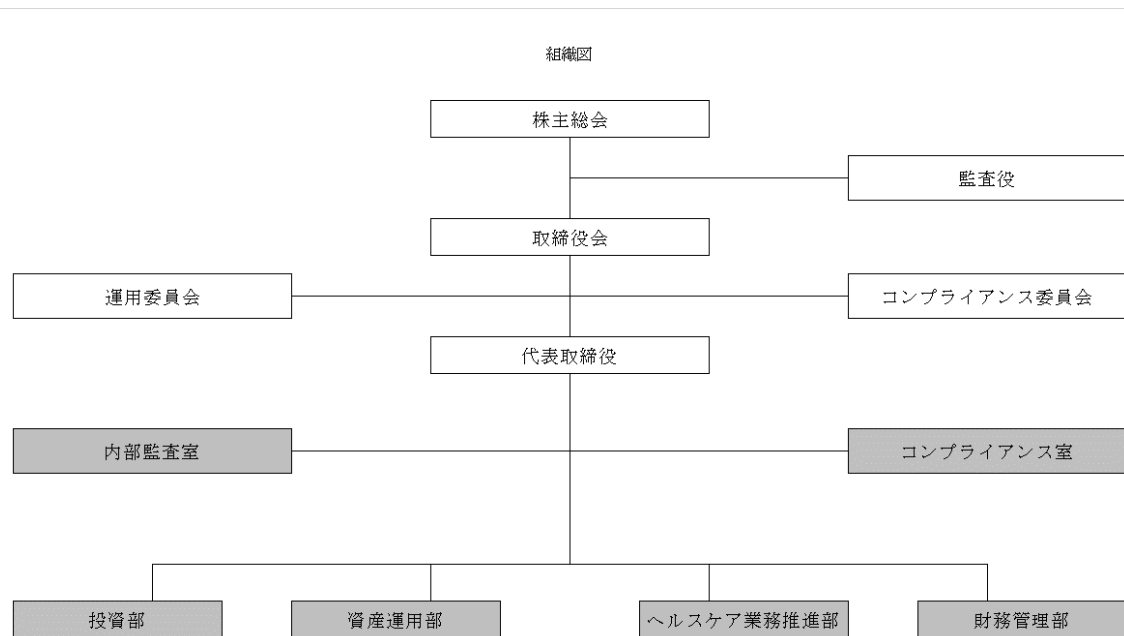 組織図
株主総会
監査役
取締役会
運用委員会
コンプライアンス委員会
代表取締役
内部監査室
コンプライアンス室
投資部
資産運用部
ヘルスケア業務推進部
財務管理部